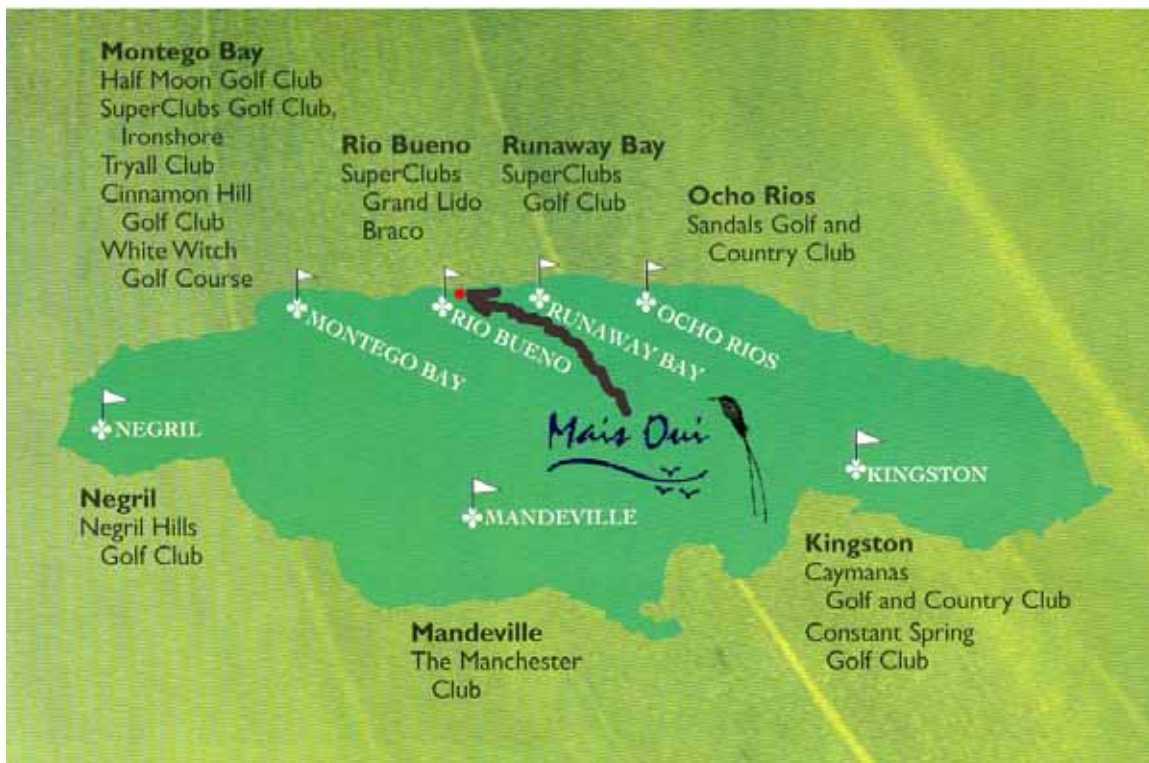 Montego Bay
Half Moon Golf Club
SuperClubs Golf Club,
Ironshore
Tryall Club
Cinnamon Hill
Golf Club
White Witch
Golf Course
Rio Bueno
SuperClubs
Grand Lido
Braco
Runaway Bay
SuperClubs
Golf Club
Ocho Rios
Sandals Golf and
Country Club
MONTEGO BAY
RIO BUENO
RUNAWAY BAY
OCHO RIOS
NEGRIL
Mais Oui
KINGSTON
MANDEVILLE
Negril
Negril Hills
Golf Club
Mandeville
The Manchester
Club
Kingston
Caymanas
Golf and Country Club
Constant Spring
Golf Club